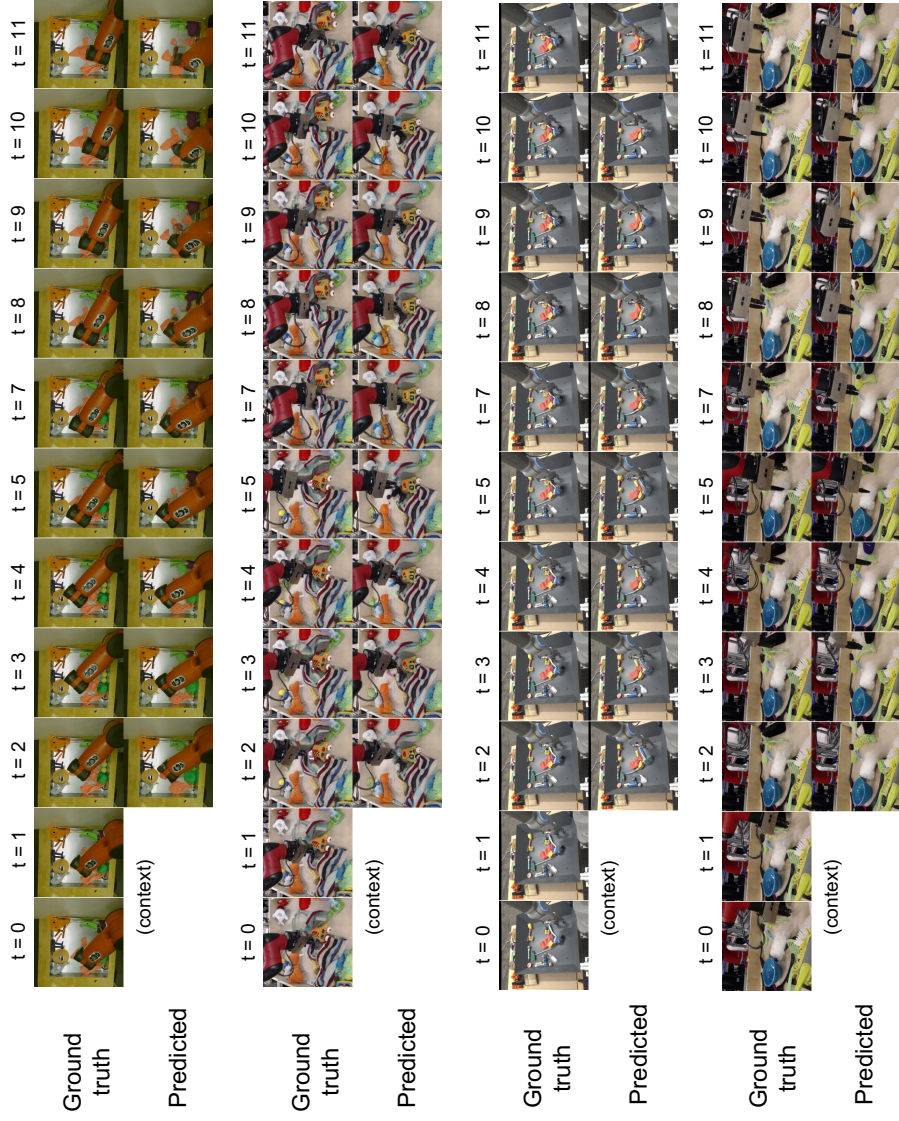 t = 0 t = 1 t = 2 t = 3 t = 4 t = 5 t = 7 t = 8 t = 9 t = 10 t = 11
Ground
truth
Predicted
(context)
t = 0 t = 1 t = 2 t = 3 t = 4 t = 5 t = 7 t = 8 t = 9 t = 10 t = 11
Ground
truth
Predicted
(context)
t = 0 t = 1 t = 2 t = 3 t = 4 t = 5 t = 7 t = 8 t = 9 t = 10 t = 11
Ground
truth
Predicted
(context)
t = 0 t = 1 t = 2 t = 3 t = 4 t = 5 t = 7 t = 8 t = 9 t = 10 t = 11
Ground
truth
Predicted
(context)